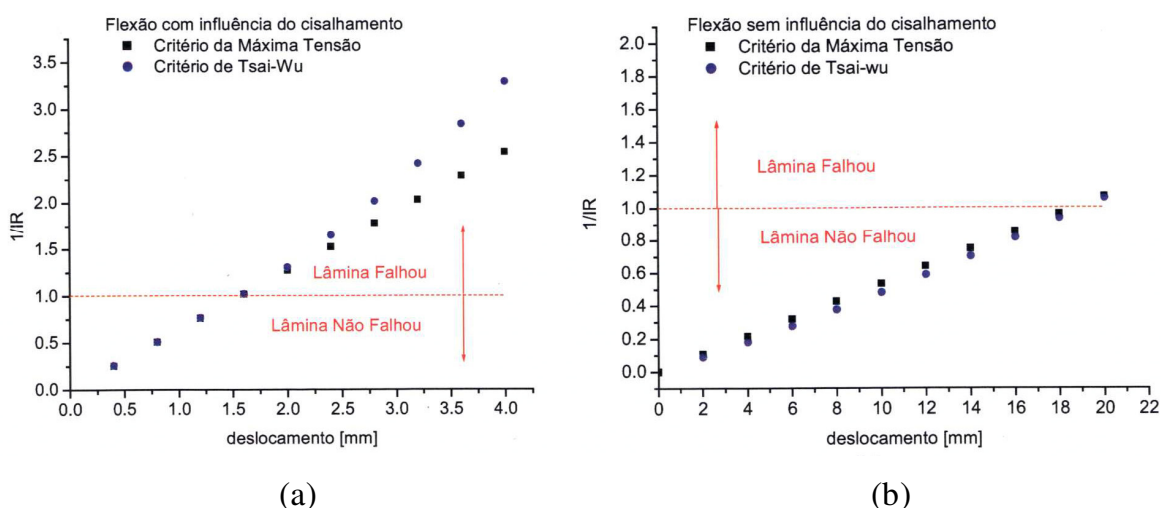 Flexão com influência do cisalhamento
Critério da Máxima Tensão
Critério de Tsai-Wu
3.5
3.0
2.5
2.0
1.5
1.0
0.5
0.0
1/IR
Lâmina Falhou
Lâmina Não Falhou
0.0 0.5 1.0 1.5 2.0 2.5 3.0 3.5 4.0
deslocamento [mm]
(a)
Flexão sem influência do cisalhamento
Critério da Máxima Tensão
Critério de Tsai-wu
2.0
1.8
1.6
1.4
1.2
1.0
0.8
0.6
0.4
0.2
0.0
1/IR
Lâmina Falhou
Lâmina Não Falhou
0 2 4 6 8 10 12 14 16 18 20 22
deslocamento [mm]
(b)